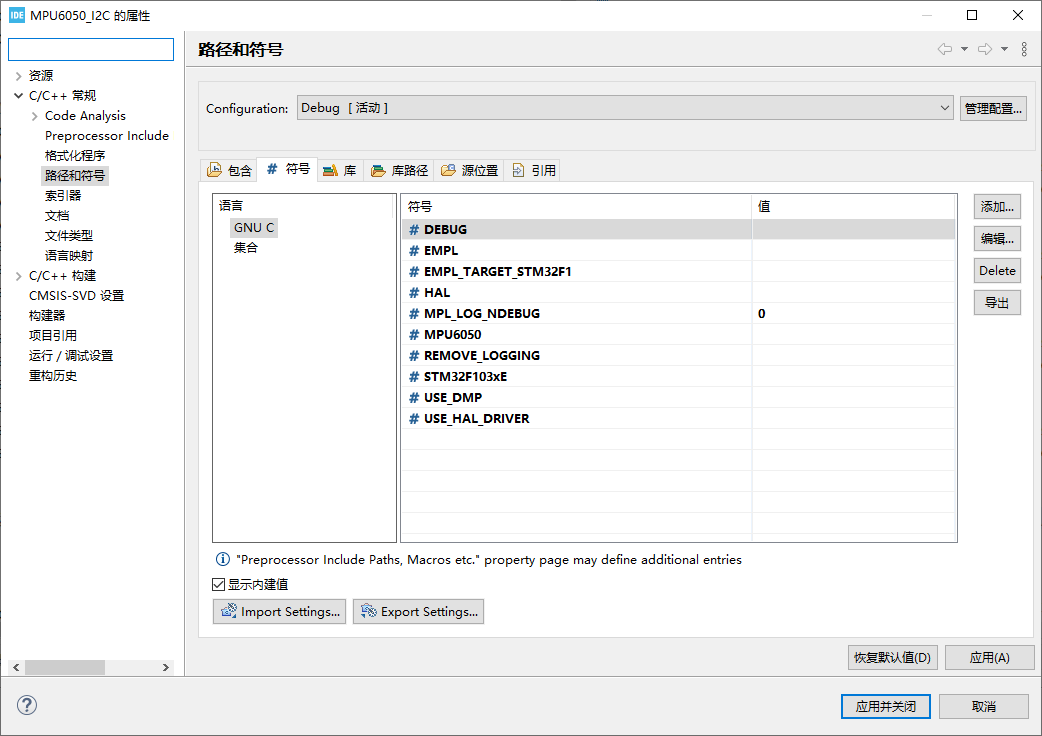 IDE MPU6050_I2C 的属性
路径和符号
资源
C/C++ 常规
Code Analysis
Preprocessor Include
格式化程序
路径和符号
索引器
文档
文件类型
语言映射
C/C++ 构建
CMSIS-SVD 设置
构建器
项目引用
运行 / 调试设置
重构历史
Configuration: Debug [ 活动 ] 管理配置...
包含 # 符号 库 库路径 源位置 引用
语言
GNU C
集合
符号 值
# DEBUG
# EMPL
# EMPL_TARGET_STM32F1
# HAL
# MPL_LOG_NDEBUG 0
# MPU6050
# REMOVE_LOGGING
# STM32F103xE
# USE_DMP
# USE_HAL_DRIVER
添加...
编辑...
Delete
导出
"Preprocessor Include Paths, Macros etc." property page may define additional entries
显示内建值
Import Settings... Export Settings...
恢复默认值(D) 应用(A)
? 应用并关闭 取消